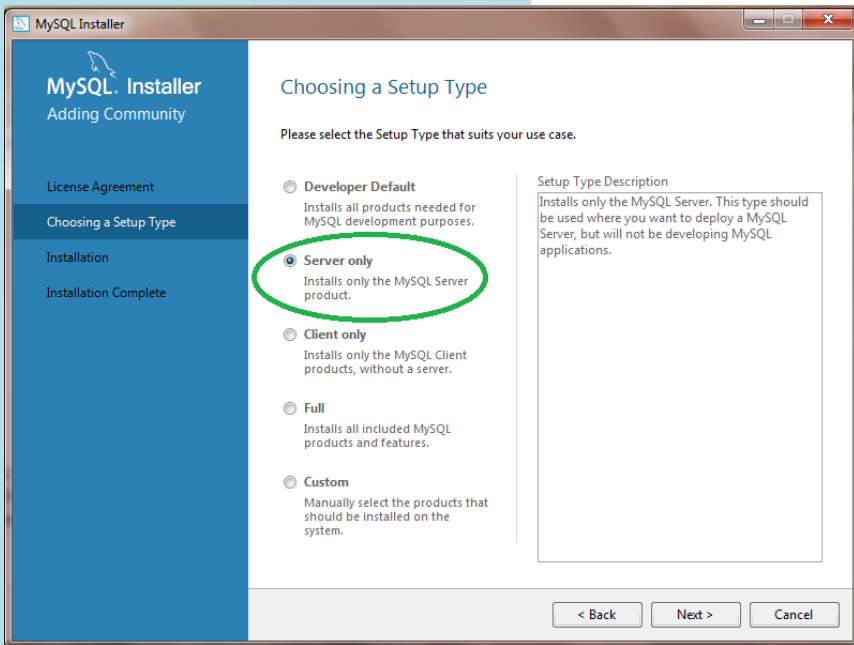 MySQL Installer
MySQL. Installer
Adding Community
License Agreement
Choosing a Setup Type
Installation
Installation Complete
Choosing a Setup Type
Please select the Setup Type that suits your use case.
Developer Default
Installs all products needed for
MySQL development purposes.
Server only
Installs only the MySQL Server
product.
Client only
Installs only the MySQL Client
products, without a server.
Full
Installs all included MySQL
products and features.
Custom
Manually select the products that
should be installed on the
system.
Setup Type Description
Installs only the MySQL Server. This type should
be used where you want to deploy a MySQL
Server, but will not be developing MySQL
applications.
< Back
Next >
Cancel